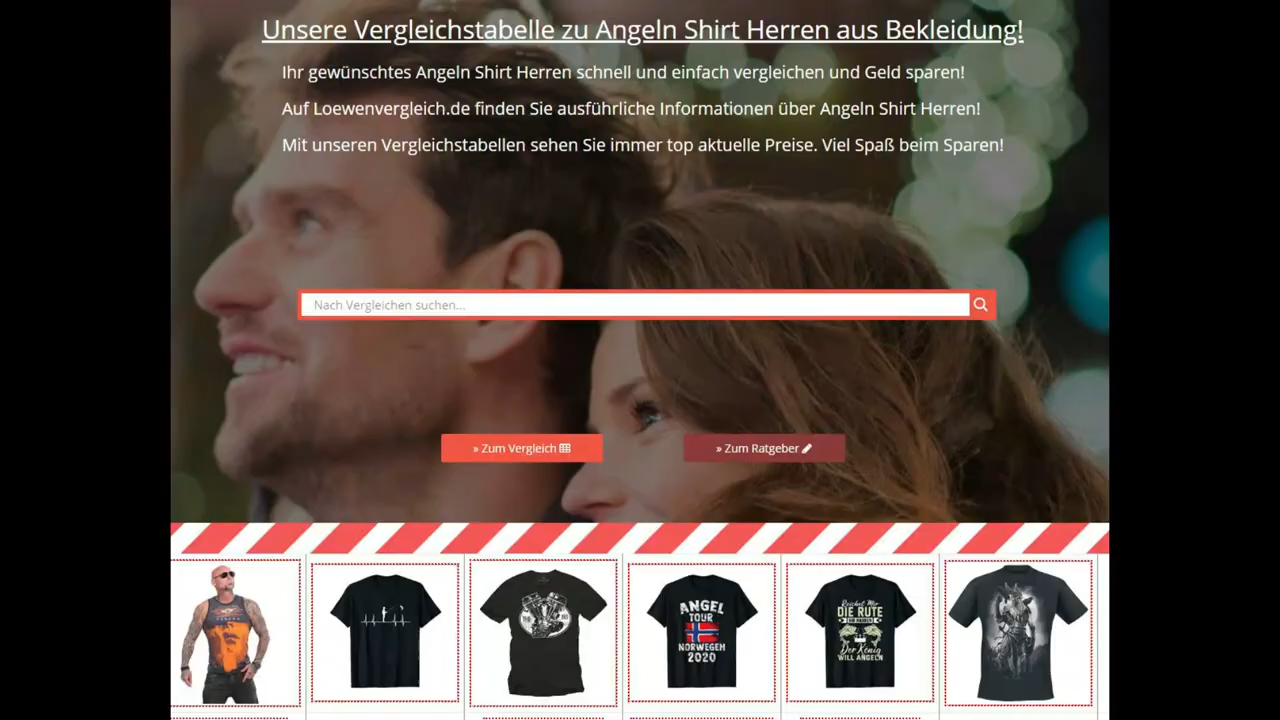 Unsere Vergleichstabelle zu Angeln Shirt Herren aus Bekleidung!
Ihr gewünschtes Angeln Shirt Herren schnell und einfach vergleichen und Geld sparen!
Auf Loewenvergleich.de finden Sie ausführliche Informationen über Angeln Shirt Herren!
Mit unseren Vergleichstabellen sehen Sie immer top aktuelle Preise. Viel Spaß beim Sparen!
Nach Vergleichen suchen...
» Zum Vergleich
» Zum Ratgeber
ANGEL
TOUR
NORWEGEN
2020
DIE RUTE
Der König
WILL ANGELN